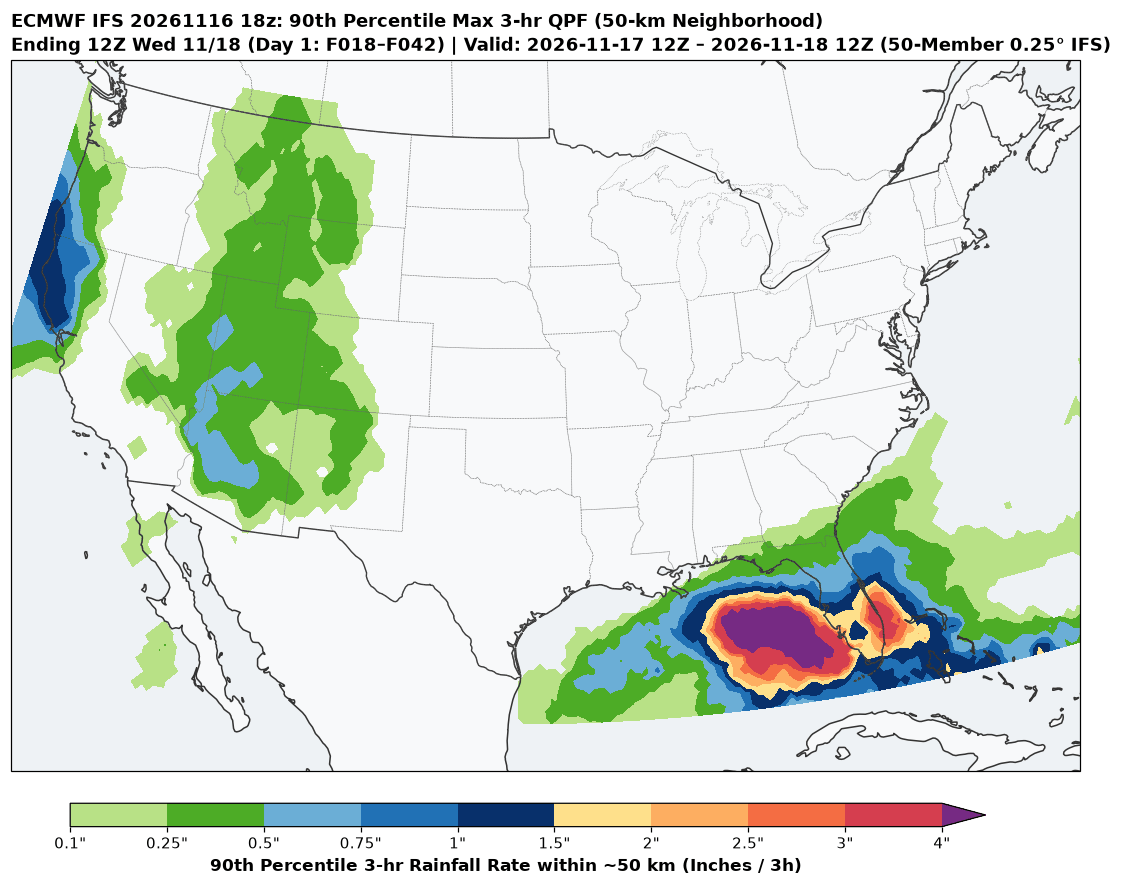 ECMWF IFS 20261116 18z: 90th Percentile Max 3-hr QPF (50-km Neighborhood)
Ending 12Z Wed 11/18 (Day 1: F018–F042) | Valid: 2026-11-17 12Z – 2026-11-18 12Z (50-Member 0.25° IFS)
0.1" 0.25" 0.5" 0.75" 1" 1.5" 2" 2.5" 3" 4"
90th Percentile 3-hr Rainfall Rate within ~50 km (Inches / 3h)